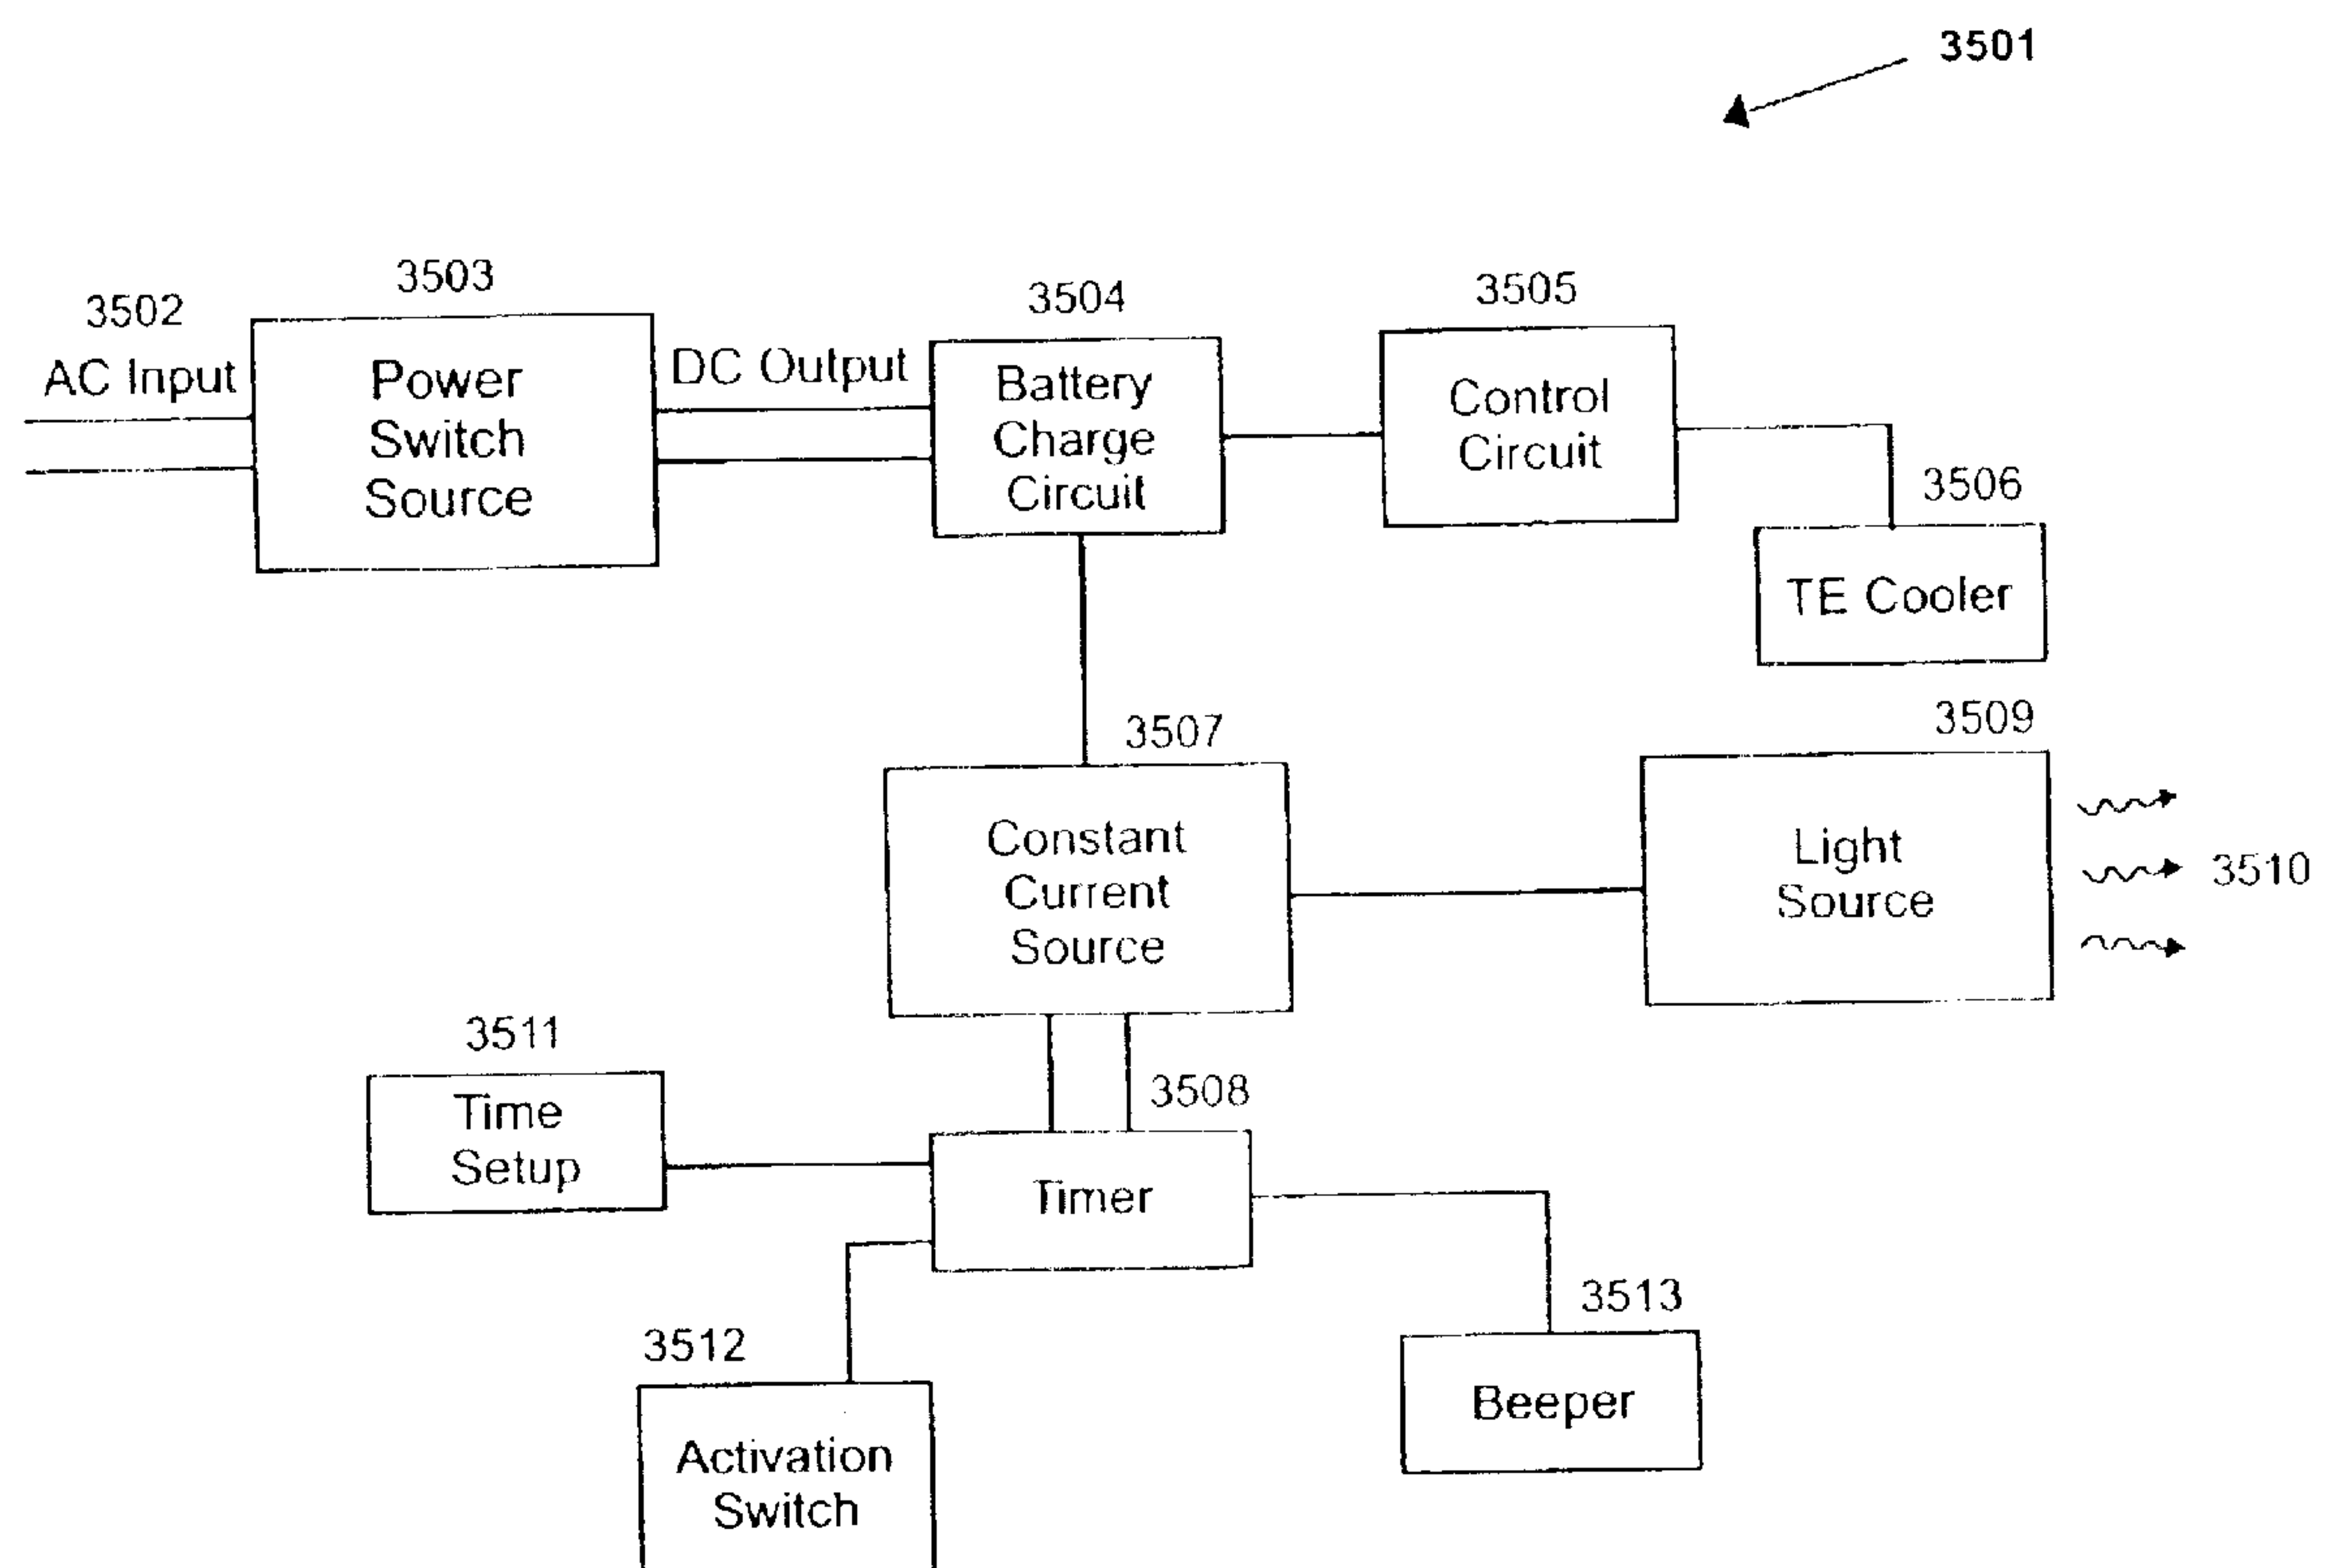 3501
3503
3502
AC Input
Power
Switch
Source
DC Output
3504
Battery
Charge
Circuit
3505
Control
Circuit
3506
TE Cooler
3507
Constant
Current
Source
3509
Light
Source
3510
3511
Time
Setup
3508
Timer
3512
Activation
Switch
3513
Beeper